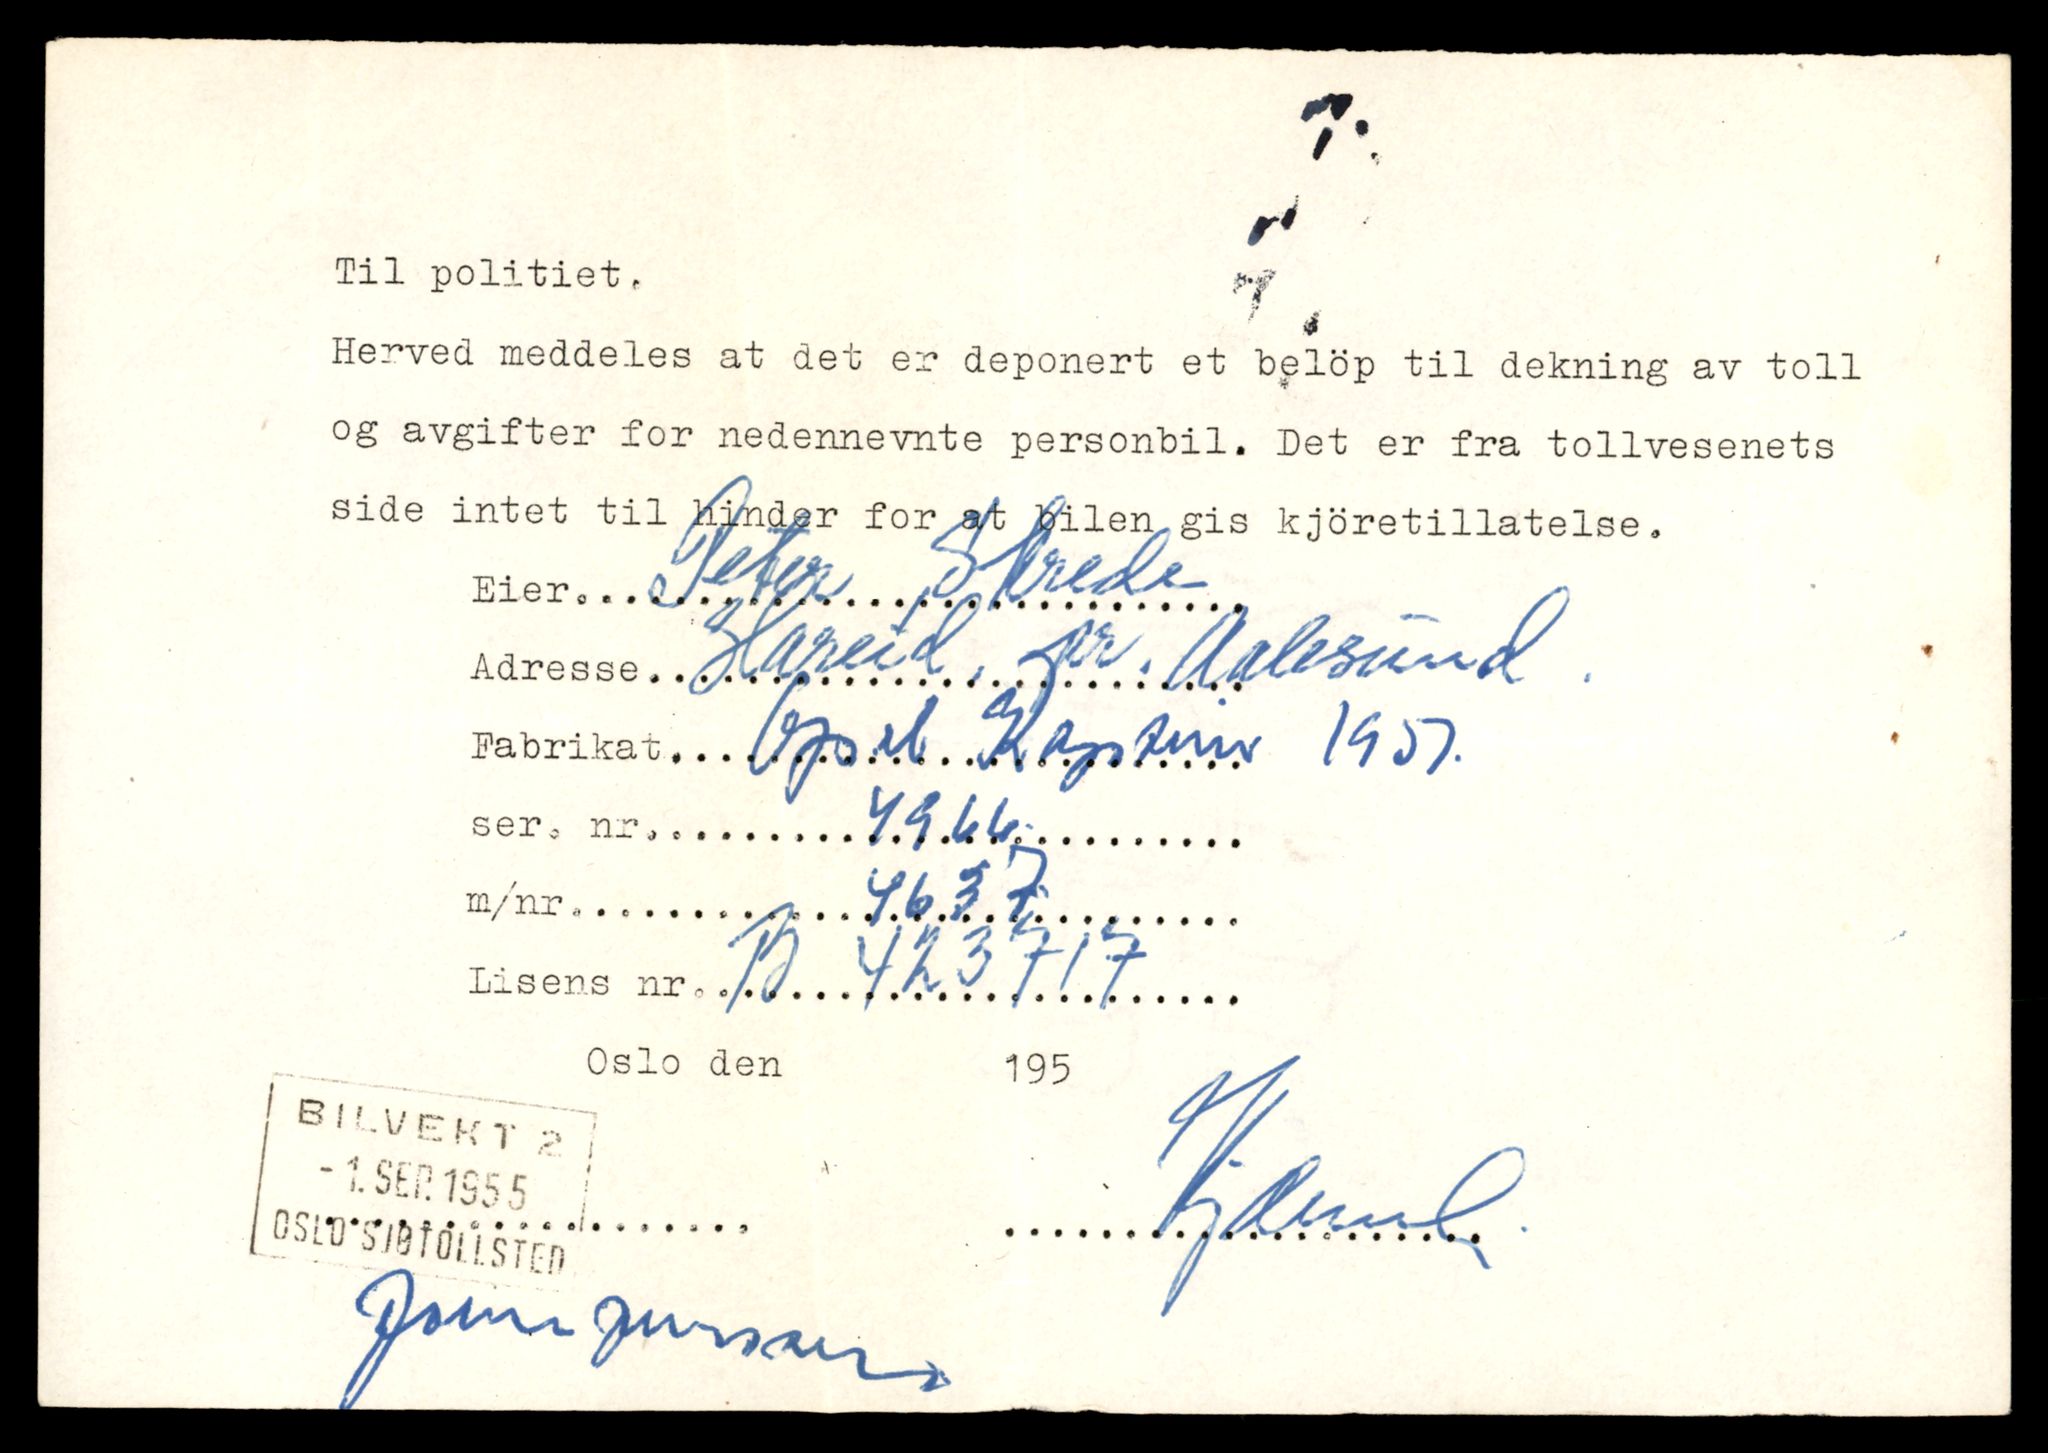 Til politiet.
Herved meddeles at det er deponert et belöp til dekning av toll
og avgifter for nedennevnte personbil. Det er fra tollvesenets
side intet til hinder for at bilen gis kjöretillatelse.
Eier. Peter Skrede
Adresse. Hareid. pr. Aalesund.
Fabrikat. Opel Kaptein 1951.
ser. nr. 4966
m/nr. 4637
Lisens nr. B 423717
Oslo den 195
BILVEKT 2
-1. SEP. 1955
OSLO SJØTOLLSTED